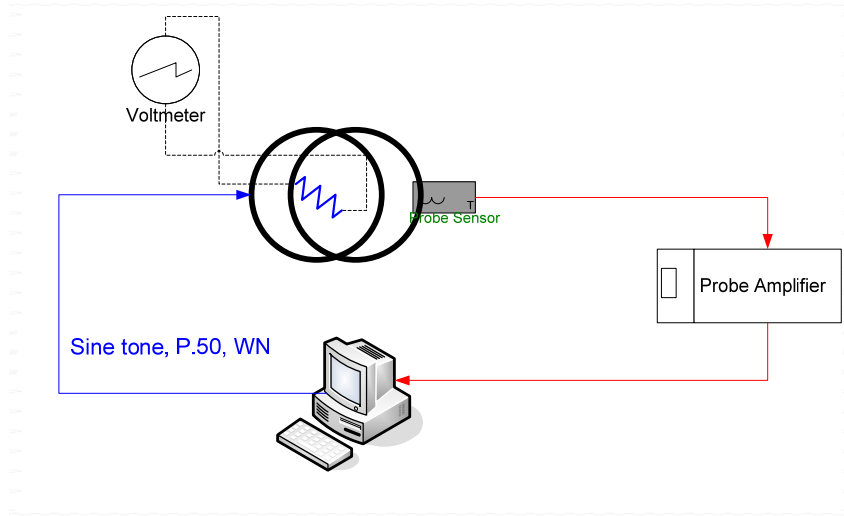 Voltmeter
T
Probe Sensor
Probe Amplifier
Sine tone, P.50, WN